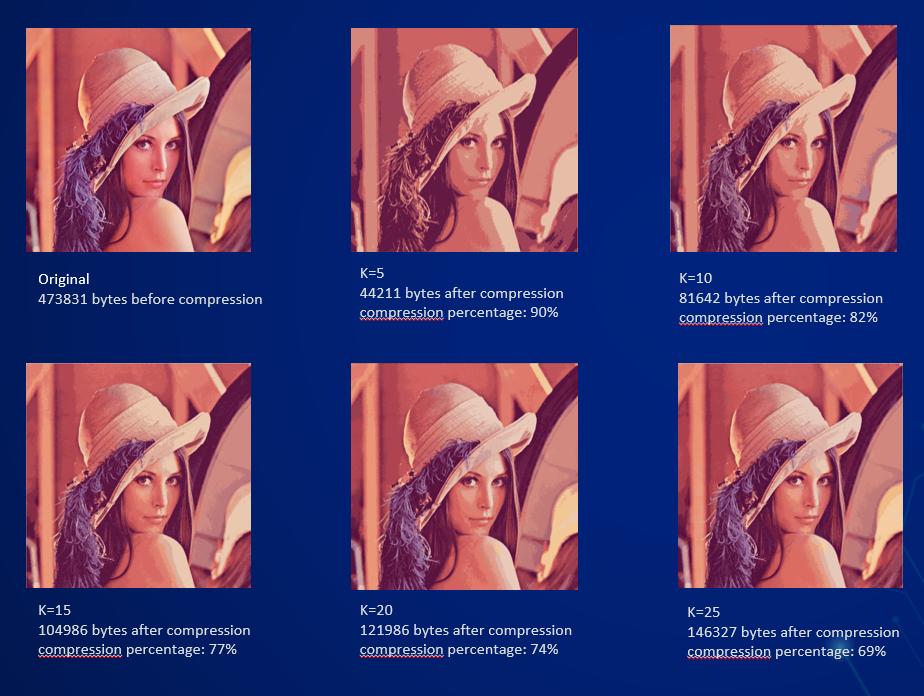 Original
473831 bytes before compression
K=5
44211 bytes after compression
compression percentage: 90%
K=10
81642 bytes after compression
compression percentage: 82%
K=15
104986 bytes after compression
compression percentage: 77%
K=20
121986 bytes after compression
compression percentage: 74%
K=25
146327 bytes after compression
compression percentage: 69%